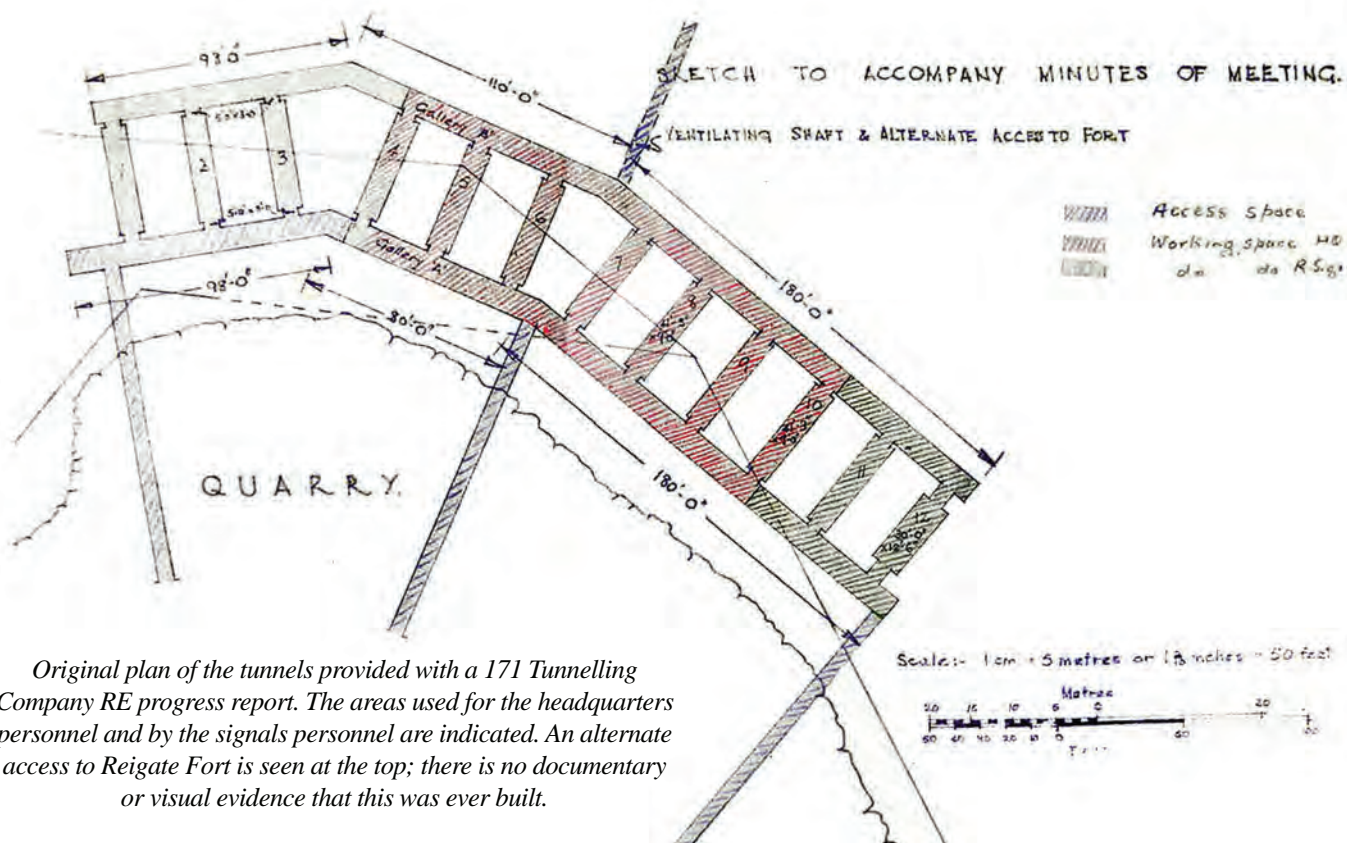 93'0"
110'-0"
SKETCH TO ACCOMPANY MINUTES OF MEETING.
VENTILATING SHAFT & ALTERNATE ACCESS TO FORT
Access space
Working space HQ
do do R.Sigs
1
2
3
Gallery 'B'
4
5
6
7
8
9
10
11
12
Gallery 'A'
98'-0"
80'-0"
180'-0"
180'-0"
30'-0"
x12'-6"
QUARRY.
Original plan of the tunnels provided with a 171 Tunnelling
Company RE progress report. The areas used for the headquarters
personnel and by the signals personnel are indicated. An alternate
access to Reigate Fort is seen at the top; there is no documentary
or visual evidence that this was ever built.
Scale:- 1cm = 5 metres or inches = 50 feet
Metres
20 15 10 5 0 20
50 40 30 20 10 0 50